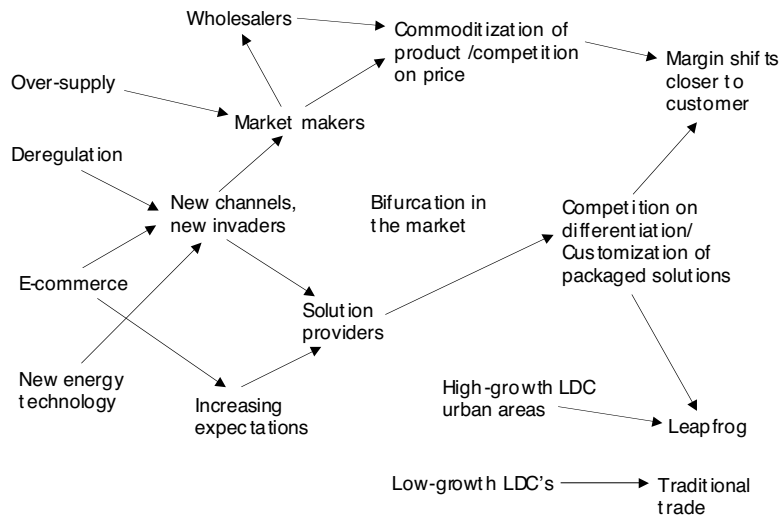 Wholesalers
Commoditization of
product /competition
on price
Margin shifts
closer to
customer
Over-supply
Market makers
Deregulation
New channels,
new invaders
Bifurcation in
the market
Competition on
differentiation/
Customization of
packaged solutions
E-commerce
Solution
providers
New energy
technology
Increasing
expectations
High-growth LDC
urban areas
Leapfrog
Low-growth LDC's
Traditional
trade